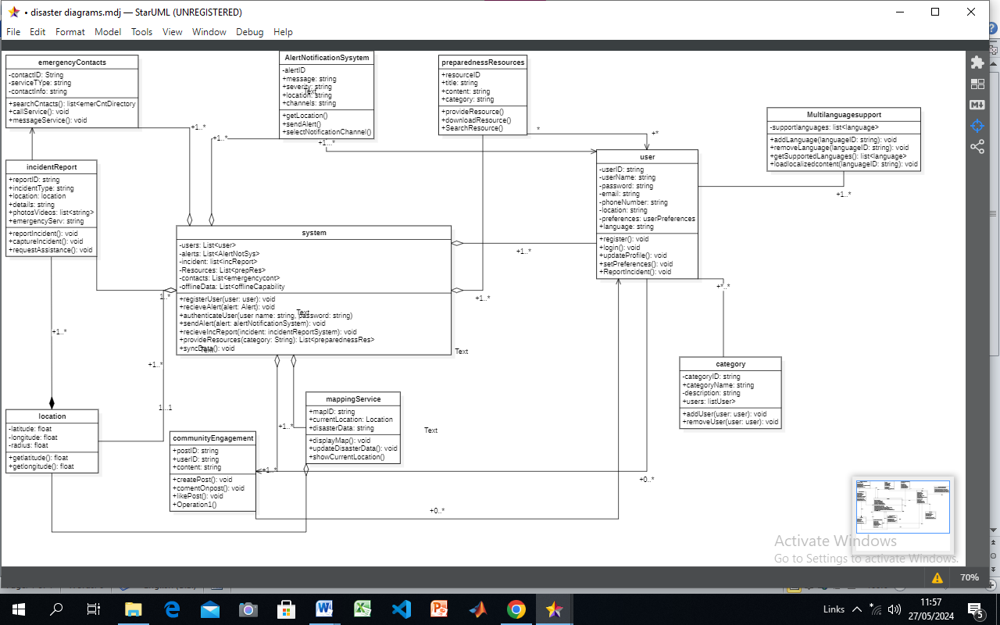 • disaster diagrams.mdj — StarUML (UNREGISTERED)
File Edit Format Model Tools View Window Debug Help
emergencyContacts
-contactID: String
-serviceTYpe: string
-contactInfo: string
+searchCntacts(): list<emerCntDirectory
+callService(): void
+messageService(): void
AlertNotificationSysytem
-alertID
+message: string
+severity: string
+location: string
+channels: string
Text
+getLocation()
+sendAlert()
+selectNotificationChannel()
preparednessResources
+resourceID
+title: string
+content: string
+category: string
+provideResource()
+downloadResource()
+SearchResource()
Multilanguagesupport
-supportlanguages: list<language>
+addLanguage(languageID: string): void
+removeLanguage(languageID: string): void
+getSupportedLanguages(): list<language>
+loadlocalizedcontent(languageID: string): void
+1..*
+1..*
+1..*
*
+*
incidentReport
+reportID: string
+incidentType: string
+location: location
+details: string
+photosVideos: list<string>
+emergencyServ: string
+reportIncident(): void
+captureIncident(): void
+requestAssistance(): void
user
-userID: string
-userName: string
-password: string
-email: string
-phoneNumber: string
-location: string
-preferences: userPreferences
+language: string
+register(): void
+login(): void
+updateProfile(): void
+setPreferences(): void
+ReportIncident(): void
+1..*
system
-users: List<user>
-alerts: List<AlertNotSys>
-incident: list<incReport>
-Resources: List<prepRes>
-contacts: List<emergencycont>
-offlineData: List<offlineCapability
+registerUser(user: user): void
+recieveAlert(alert: Alert): void
+authenticateUser(user name: string, password: string)
+sendAlert(alert: alertNotificationSystem): void
+recieveIncReport(incident: incidentReportSystem): void
+provideResources(category: String): List<preparednessRes>
+syncData(): void
Text
Text
Text
+1..*
+1..*
1..*
+*..*
+1..*
+1..*
1..1
category
-categoryID: string
+categoryName: string
-description: string
+users: listUser>
+addUser(user: user): void
+removeUser(user: user): void
location
-latitude: float
-longitude: float
-radius: float
+getlatitude(): float
+getlongitude(): float
mappingService
+mapID: string
+currentLocation: Location
+disasterData: string
+displayMap(): void
+updateDisasterData(): void
+showCurrentLocation()
+1..*
Text
communityEngagement
+postID: string
+userID: string
+content: string
+createPost(): void
+comentOnpost(): void
+likePost(): void
+Operation1()
+1..*
+0..*
+0..*
Activate Windows
Go to Settings to activate Windows.
70%
Links
11:57
27/05/2024
5